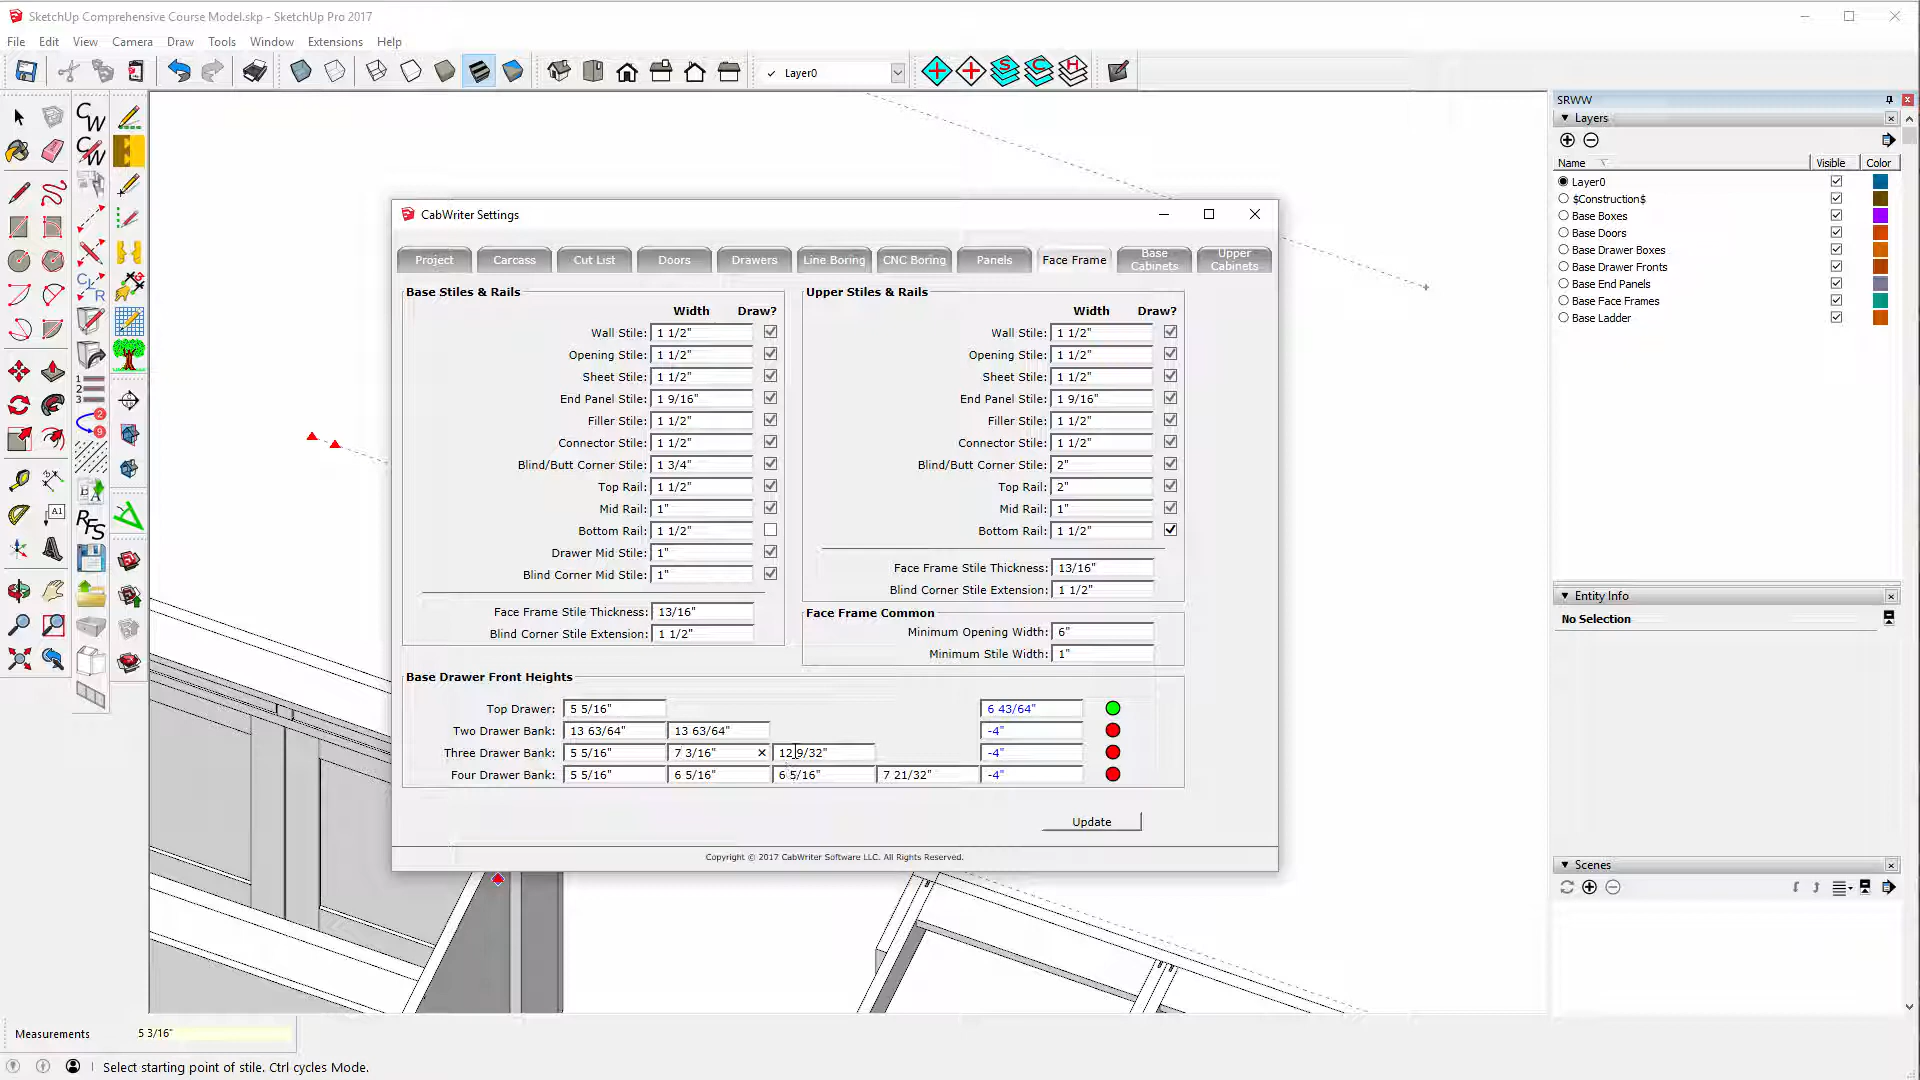 SketchUp Comprehensive Course Model.skp - SketchUp Pro 2017
File Edit View Camera Draw Tools Window Extensions Help
Layer0
CabWriter Settings
Project Carcass Cut List Doors Drawers Line Boring CNC Boring Panels Face Frame Base Cabinets Upper Cabinets
Base Stiles & Rails
Width Draw?
Wall Stile: 1 1/2"
Opening Stile: 1 1/2"
Sheet Stile: 1 1/2"
End Panel Stile: 1 9/16"
Filler Stile: 1 1/2"
Connector Stile: 1 1/2"
Blind/Butt Corner Stile: 1 3/4"
Top Rail: 1 1/2"
Mid Rail: 1"
Bottom Rail: 1 1/2"
Drawer Mid Stile: 1"
Blind Corner Mid Stile: 1"
Face Frame Stile Thickness: 13/16"
Blind Corner Stile Extension: 1 1/2"
Upper Stiles & Rails
Width Draw?
Wall Stile: 1 1/2"
Opening Stile: 1 1/2"
Sheet Stile: 1 1/2"
End Panel Stile: 1 9/16"
Filler Stile: 1 1/2"
Connector Stile: 1 1/2"
Blind/Butt Corner Stile: 2"
Top Rail: 2"
Mid Rail: 1"
Bottom Rail: 1 1/2"
Face Frame Stile Thickness: 13/16"
Blind Corner Stile Extension: 1 1/2"
Face Frame Common
Minimum Opening Width: 6"
Minimum Stile Width: 1"
Base Drawer Front Heights
Top Drawer: 5 5/16" 6 43/64"
Two Drawer Bank: 13 63/64" 13 63/64" -4"
Three Drawer Bank: 5 5/16" 7 3/16" 12 9/32" -4"
Four Drawer Bank: 5 5/16" 6 5/16" 6 5/16" 7 21/32" -4"
Update
Copyright © 2017 CabWriter Software LLC. All Rights Reserved.
SRWW
Layers
Name Visible Color
Layer0
$Construction$
Base Boxes
Base Doors
Base Drawer Boxes
Base Drawer Fronts
Base End Panels
Base Face Frames
Base Ladder
Entity Info
No Selection
Scenes
Measurements 5 3/16"
Select starting point of stile. Ctrl cycles Mode.